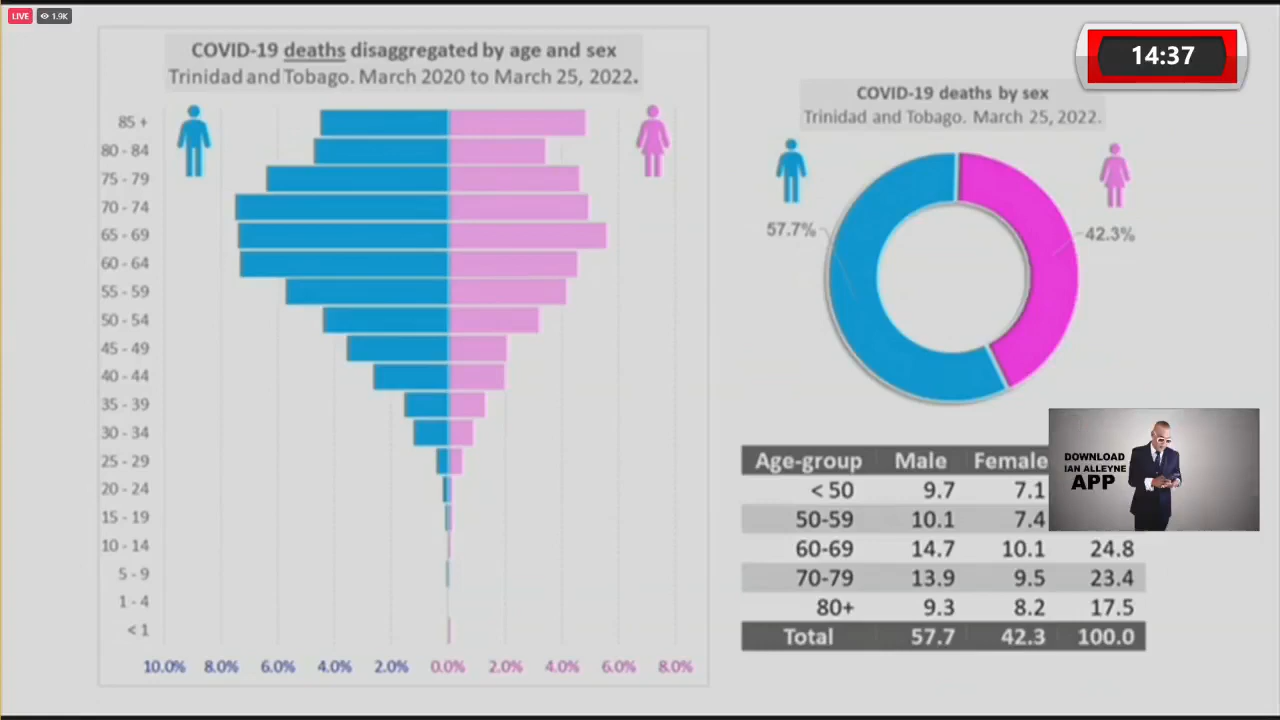 LIVE
1.9K
14:37
COVID-19 deaths disaggregated by age and sex
Trinidad and Tobago. March 2020 to March 25, 2022.
85 +
80 - 84
75 - 79
70 - 74
65 - 69
60 - 64
55 - 59
50 - 54
45 - 49
40 - 44
35 - 39
30 - 34
25 - 29
20 - 24
15 - 19
10 - 14
5 - 9
1 - 4
< 1
10.0% 8.0% 6.0% 4.0% 2.0% 0.0% 2.0% 4.0% 6.0% 8.0%
COVID-19 deaths by sex
Trinidad and Tobago. March 25, 2022.
57.7%
42.3%
Age-group Male Female
< 50 9.7 7.1
50-59 10.1 7.4
60-69 14.7 10.1 24.8
70-79 13.9 9.5 23.4
80+ 9.3 8.2 17.5
Total 57.7 42.3 100.0
DOWNLOAD
IAN ALLEYNE
APP